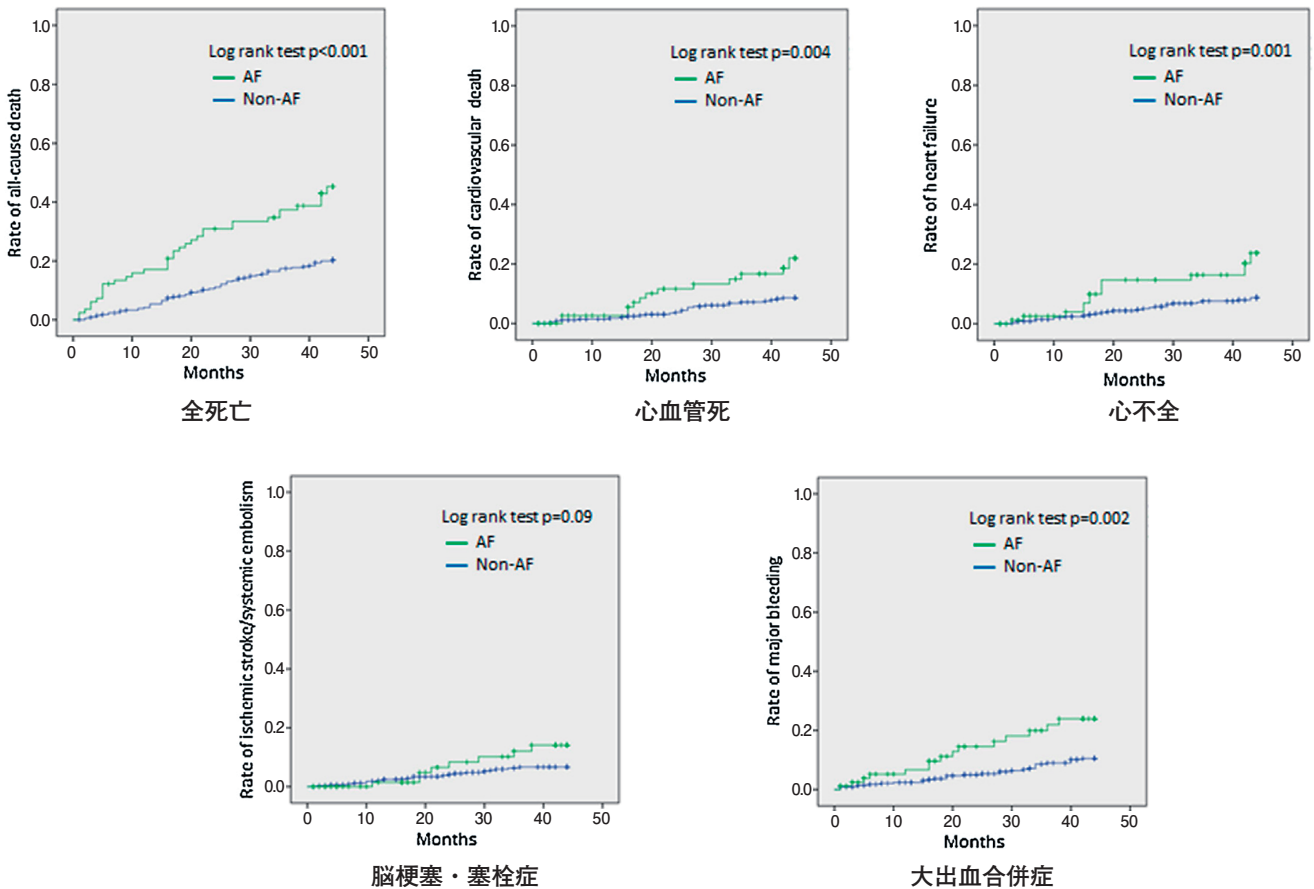 Rate of all-cause death
1.0
0.8
0.6
0.4
0.2
0.0
Log rank test p<0.001
AF
Non-AF
0 10 20 30 40 50
Months
全死亡
Rate of cardiovascular death
1.0
0.8
0.6
0.4
0.2
0.0
Log rank test p=0.004
AF
Non-AF
0 10 20 30 40 50
Months
心血管死
Rate of heart failure
1.0
0.8
0.6
0.4
0.2
0.0
Log rank test p=0.001
AF
Non-AF
0 10 20 30 40 50
Months
心不全
Rate of ischemic stroke/systemic embolism
1.0
0.8
0.6
0.4
0.2
0.0
Log rank test p=0.09
AF
Non-AF
0 10 20 30 40 50
Months
脳梗塞・塞栓症
Rate of major bleeding
1.0
0.8
0.6
0.4
0.2
0.0
Log rank test p=0.002
AF
Non-AF
0 10 20 30 40 50
Months
大出血合併症